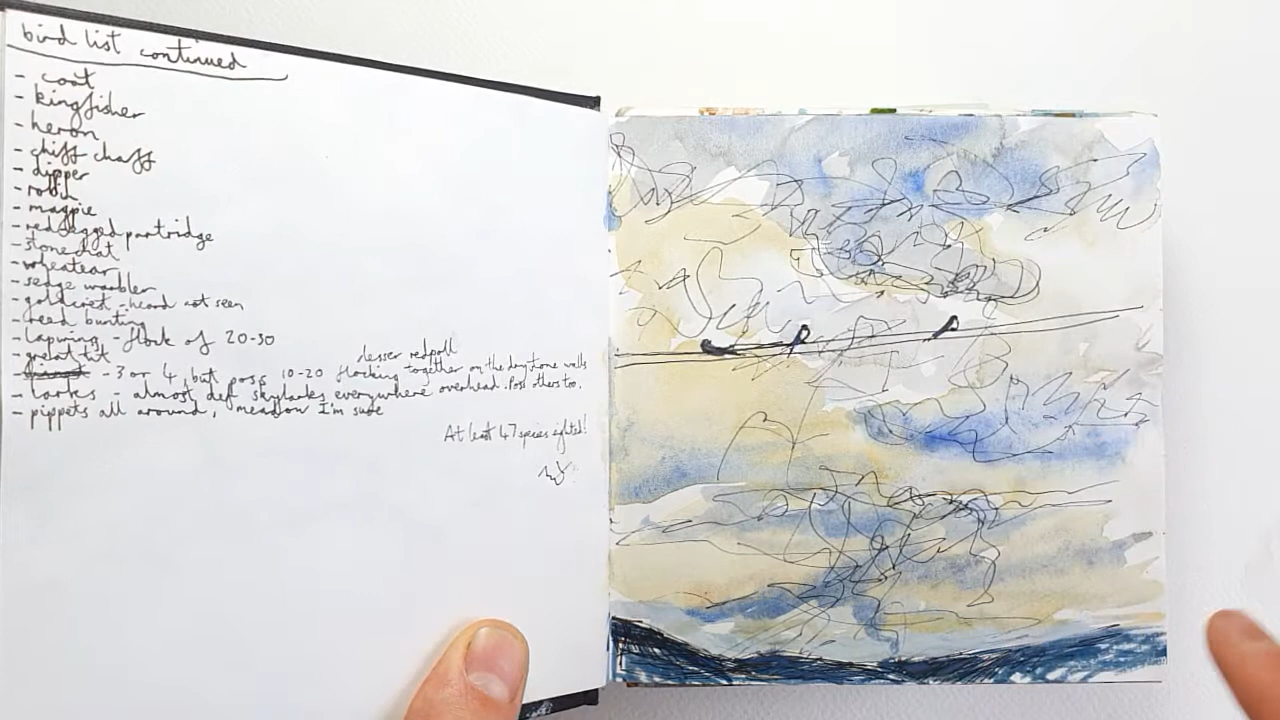 bird list continued
- coot
- kingfisher
- heron
- chiff chaff
- dipper
- robin
- magpie
- red legged partridge
- stonechat
- wheatear
- sedge warbler
- goldcrest - heard not seen
- reed bunting
- lapwing - flock of 20-30
- great tit
lesser redpoll
- 3 or 4, but poss 10-20 flocking together on the drystone walls
- larks - almost def skylarks everywhere overhead. Poss others too.
- pippets all around, meadow I'm sure
At least 47 species sighted!